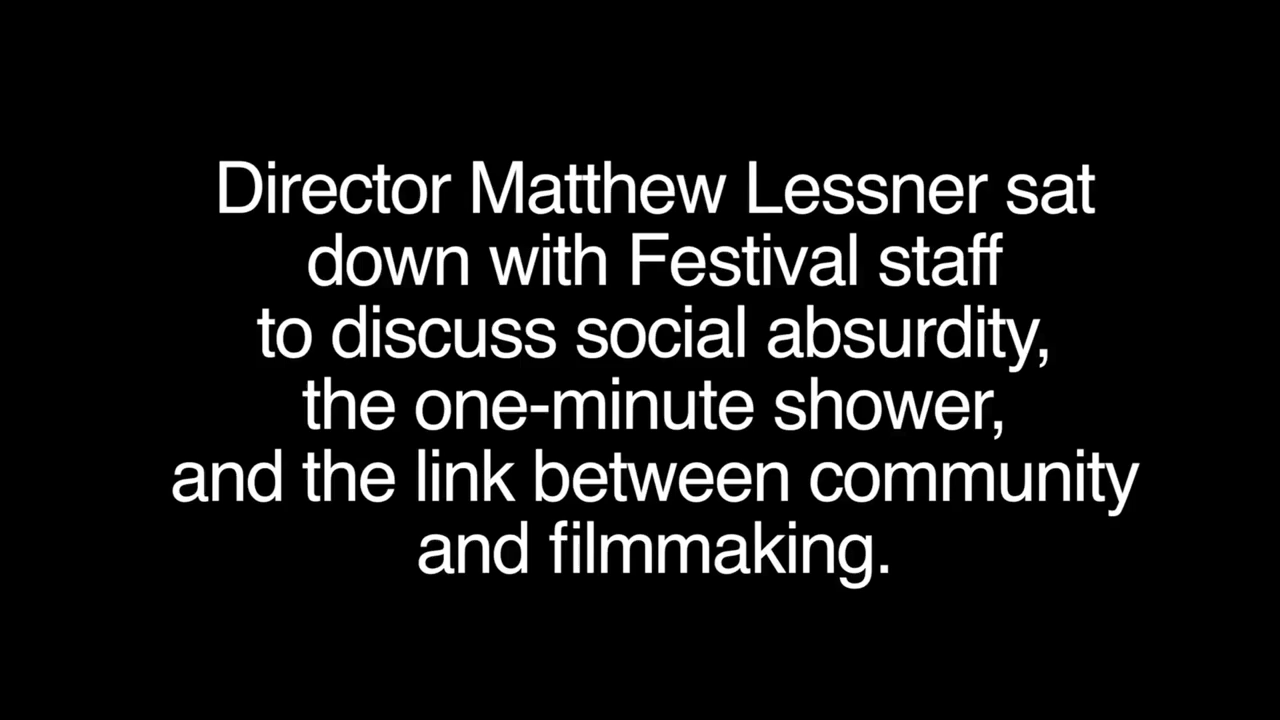 Director Matthew Lessner sat
down with Festival staff
to discuss social absurdity,
the one-minute shower,
and the link between community
and filmmaking.